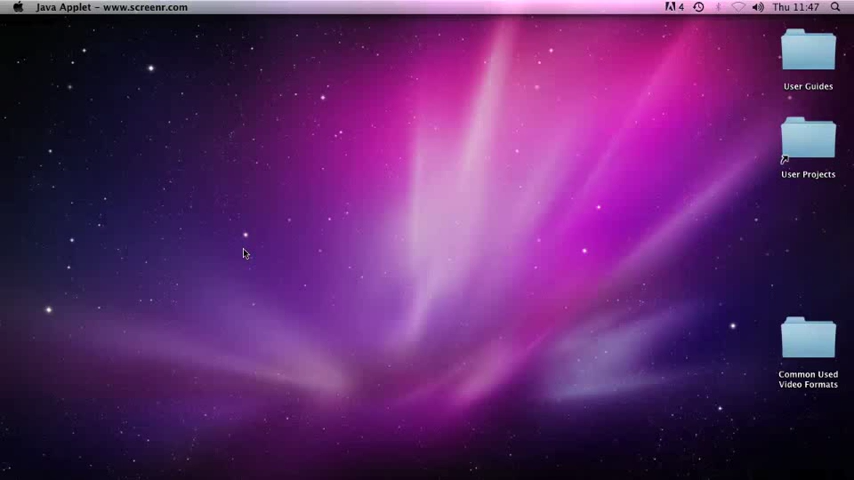 Java Applet – www.screenr.com
4
Thu 11:47
User Guides
User Projects
Common Used
Video Formats